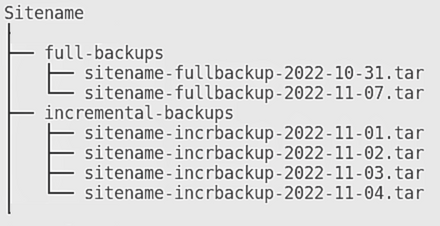 Sitename
full-backups
sitename-fullbackup-2022-10-31.tar
sitename-fullbackup-2022-11-07.tar
incremental-backups
sitename-incrbackup-2022-11-01.tar
sitename-incrbackup-2022-11-02.tar
sitename-incrbackup-2022-11-03.tar
sitename-incrbackup-2022-11-04.tar